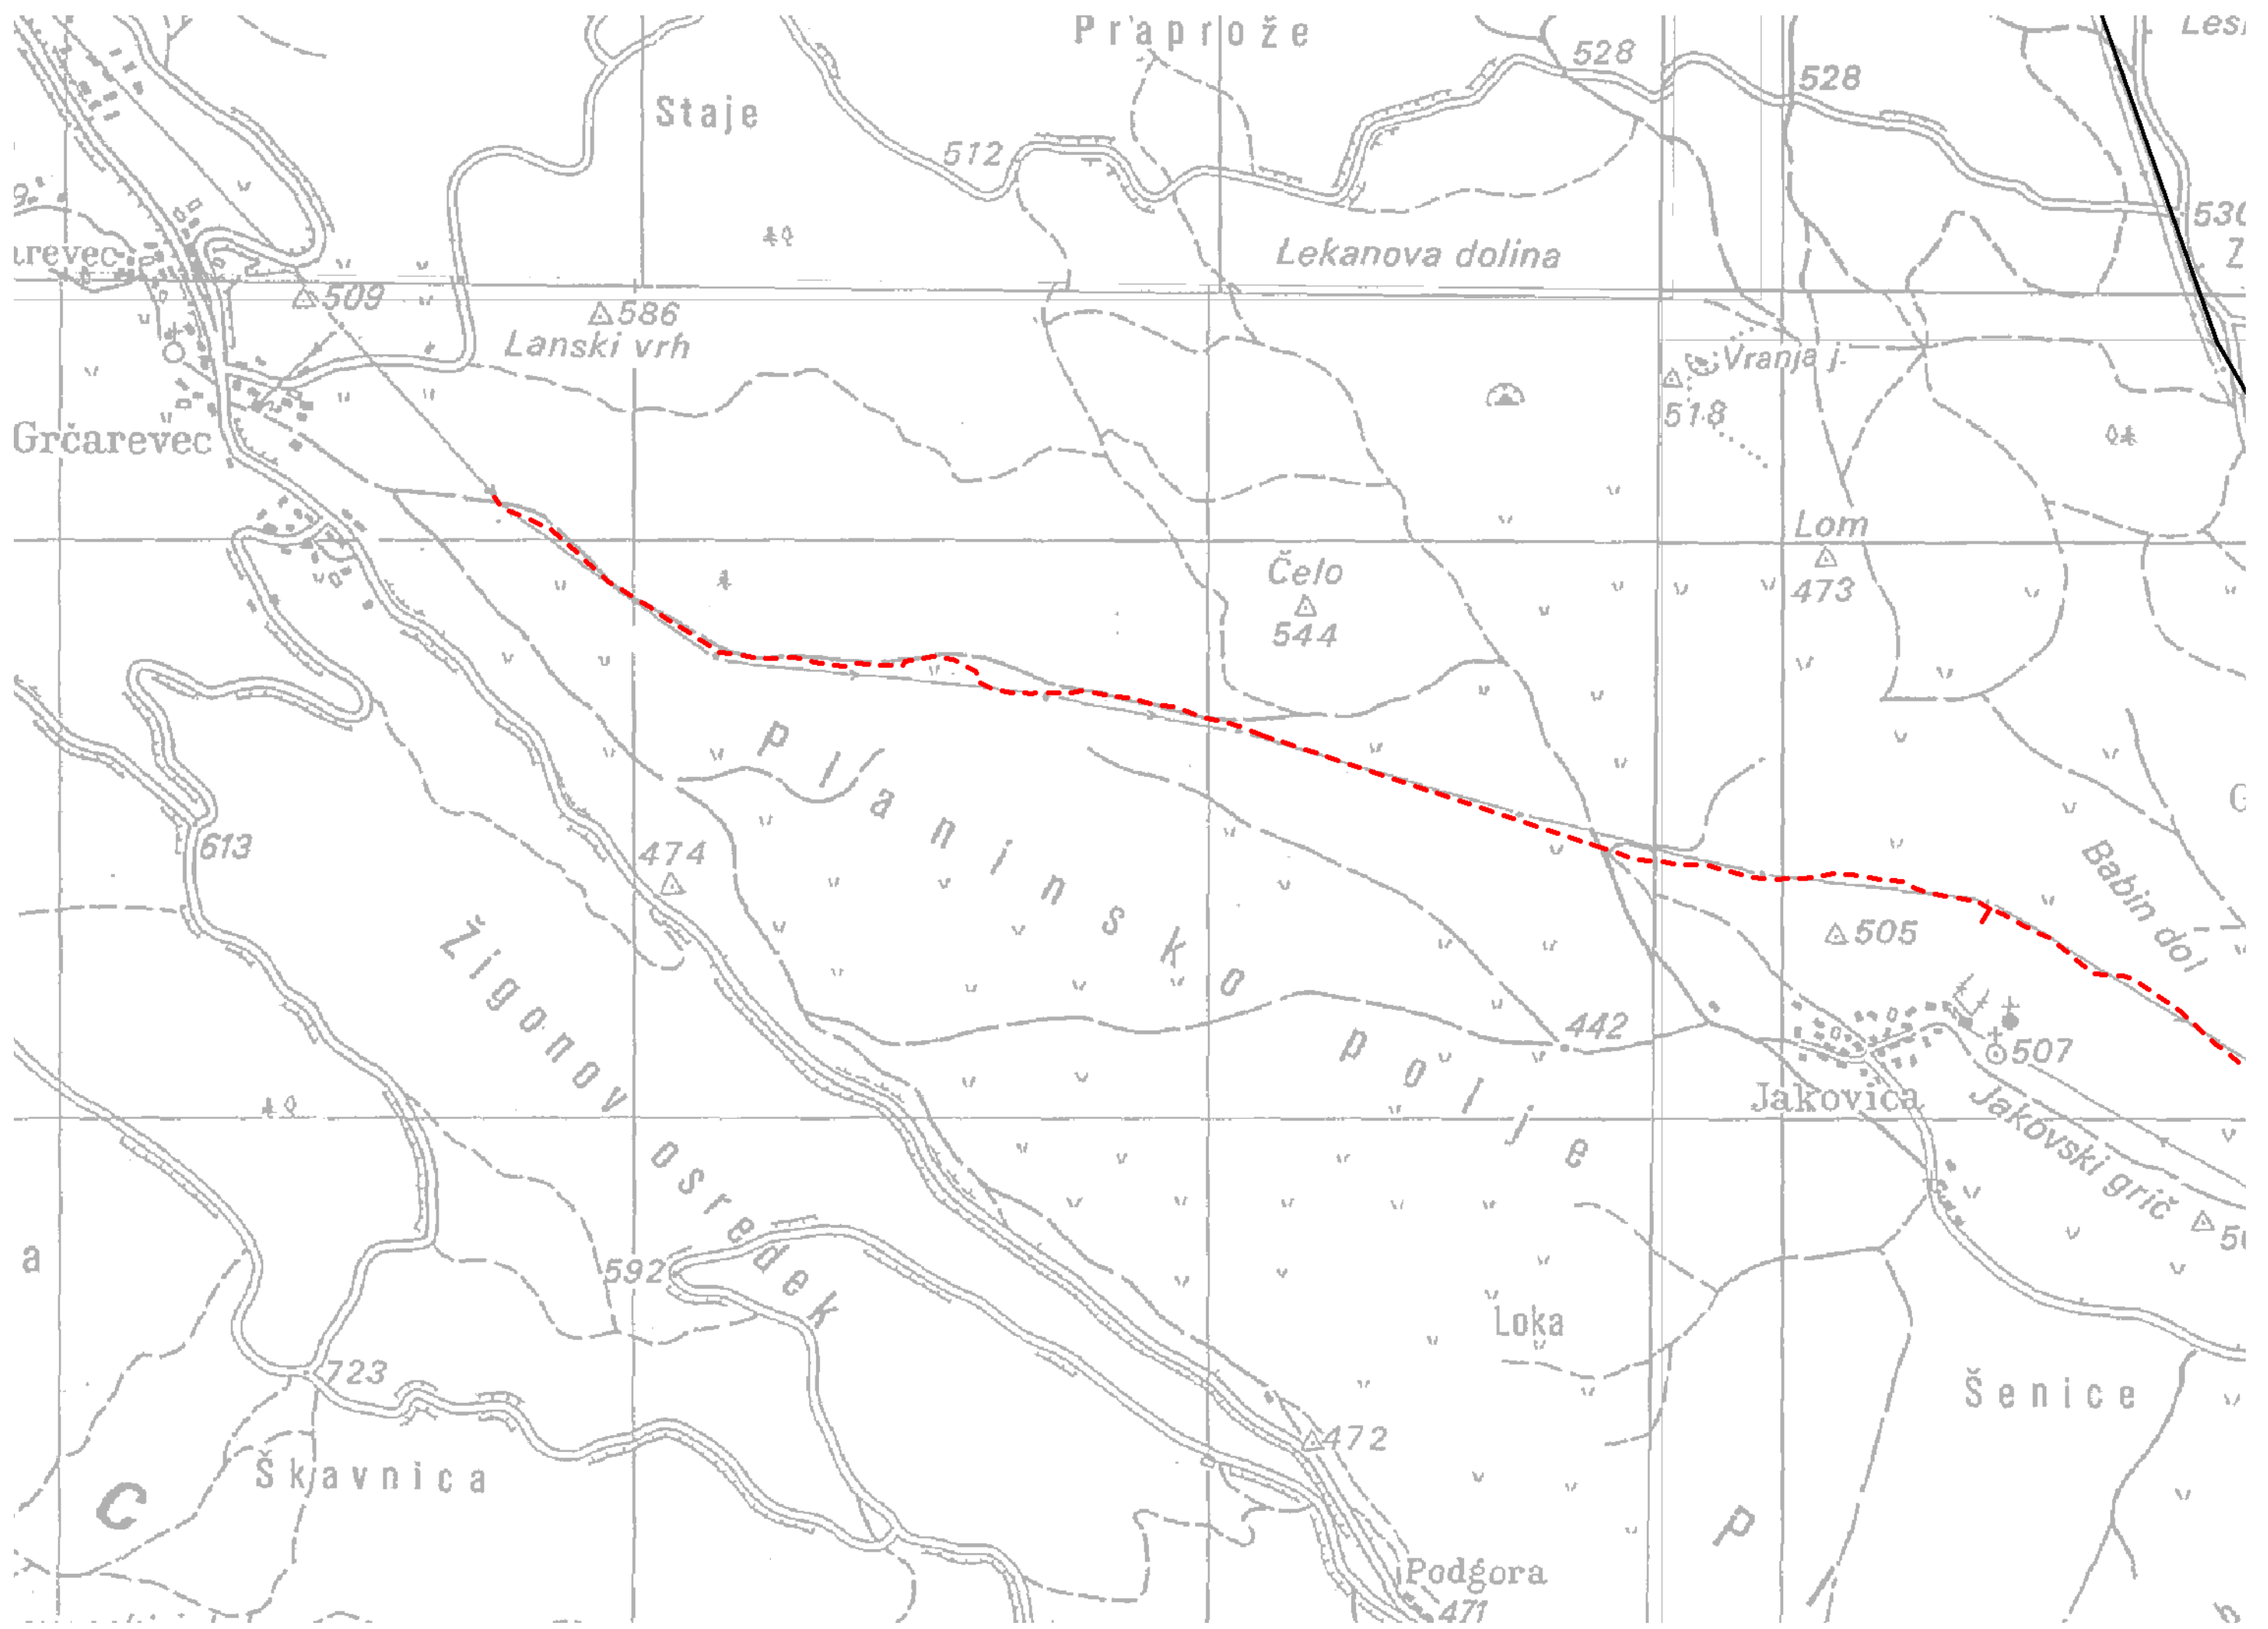 Praprože
528
528
Staje
512
530
Lekanova dolina
509
586
Lanski vrh
Vranja j.
518
Grčarevec
Lom
473
Čelo
544
Planinsko polje
613
474
Babin dol
505
Žigonov osredek
442
507
Jakovica
Jakovski grič
592
Loka
723
Šenice
472
Škavnica
Podgora
471